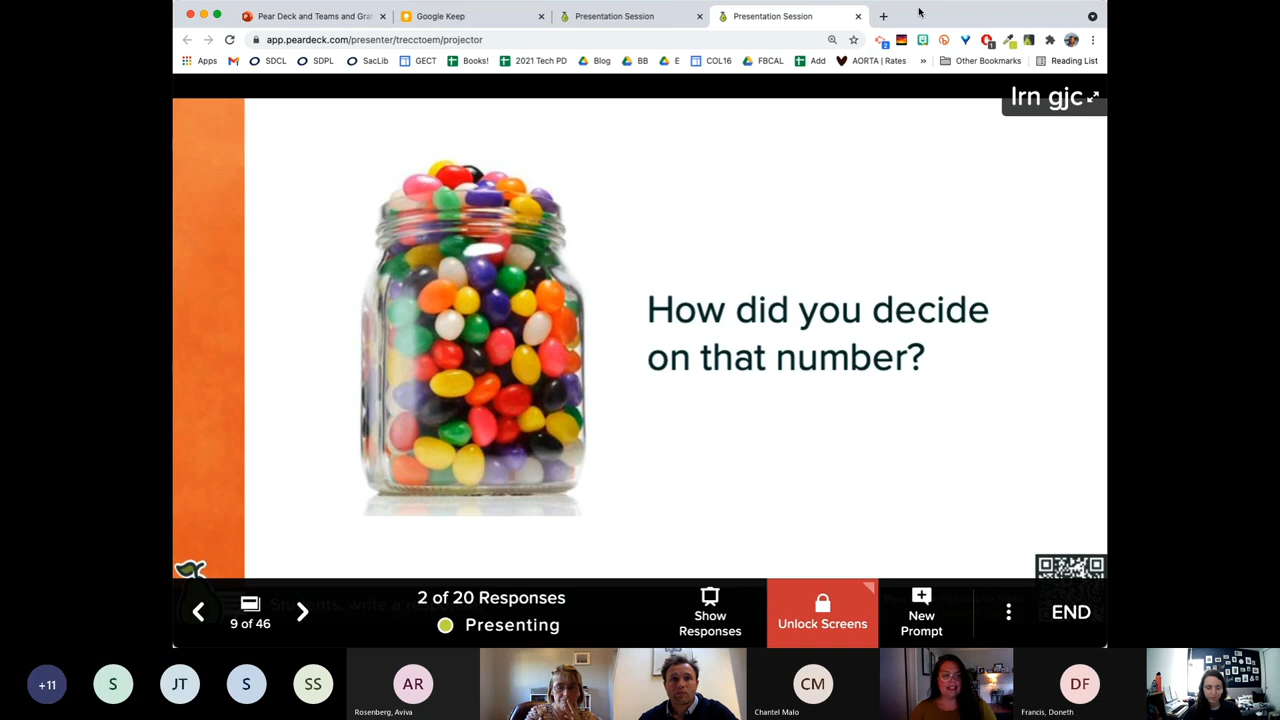 Pear Deck and Teams and Gra
Google Keep
Presentation Session
Presentation Session
app.peardeck.com/presenter/trecctoem/projector
Apps
SDCL
SDPL
SacLib
GECT
Books!
2021 Tech PD
Blog
BB
E
COL16
FBCAL
Add
AORTA | Rates
»
Other Bookmarks
Reading List
lrn gjc
How did you decide
on that number?
Students, write a response
2 of 20 Responses
Presenting
9 of 46
Show
Responses
Unlock Screens
New
Prompt
END
+11
S
JT
S
SS
AR
Rosenberg, Aviva
CM
Chantel Malo
DF
Francis, Doneth